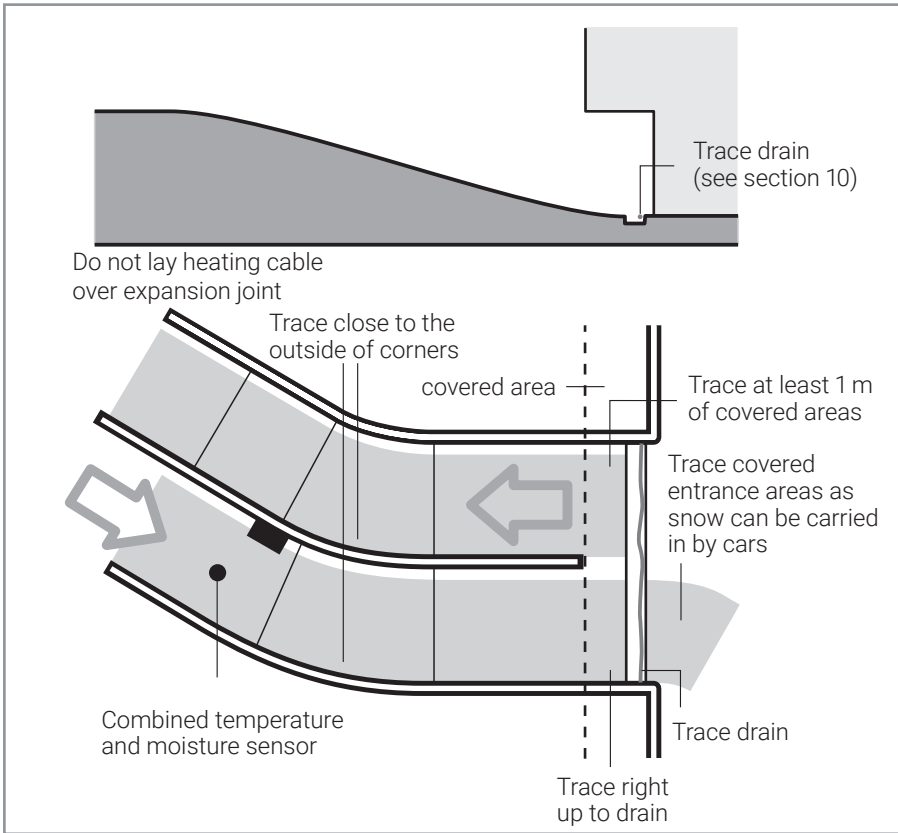 Trace drain
(see section 10)
Do not lay heating cable
over expansion joint
Trace close to the
outside of corners
covered area
Trace at least 1 m
of covered areas
Trace covered
entrance areas as
snow can be carried
in by cars
Combined temperature
and moisture sensor
Trace drain
Trace right
up to drain